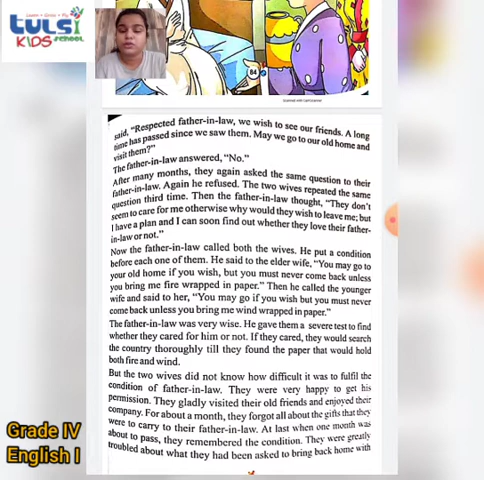 Learn • Grow • Fly
tulsi
KIDS school
84
Scanned with CamScanner
said, "Respected father-in-law, we wish to see our friends. A long
time has passed since we saw them. May we go to our old home and
visit them?"
The father-in-law answered, "No."
After many months, they again asked the same question to their
father-in-law. Again he refused. The two wives repeated the same
question third time. Then the father-in-law thought, "They don't
seem to care for me otherwise why would they wish to leave me; but
I have a plan and I can soon find out whether they love their father-
in-law or not."
Now the father-in-law called both the wives. He put a condition
before each one of them. He said to the elder wife, "You may go to
your old home if you wish, but you must never come back unless
you bring me fire wrapped in paper." Then he called the younger
wife and said to her, "You may go if you wish but you must never
come back unless you bring me wind wrapped in paper."
The father-in-law was very wise. He gave them a severe test to find
whether they cared for him or not. If they cared, they would search
the country thoroughly till they found the paper that would hold
both fire and wind.
But the two wives did not know how difficult it was to fulfil the
condition of father-in-law. They were very happy to get his
permission. They gladly visited their old friends and enjoyed their
company. For about a month, they forgot all about the gifts that they
were to carry to their father-in-law. At last when one month was
about to pass, they remembered the condition. They were greatly
troubled about what they had been asked to bring back home with
Grade IV
English I